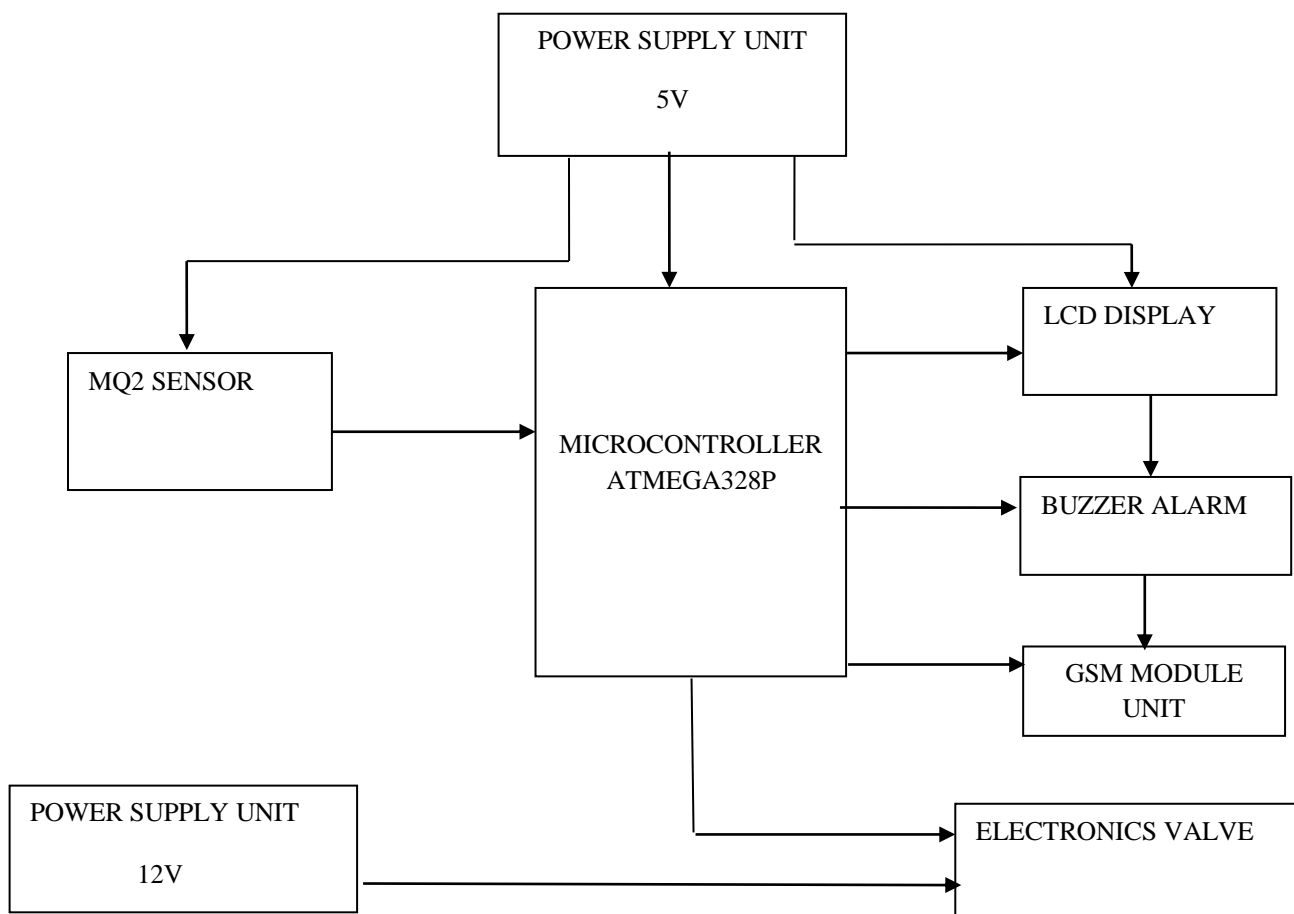 POWER SUPPLY UNIT
5V
LCD DISPLAY
MQ2 SENSOR
MICROCONTROLLER
ATMEGA328P
BUZZER ALARM
GSM MODULE
UNIT
POWER SUPPLY UNIT
12V
ELECTRONICS VALVE